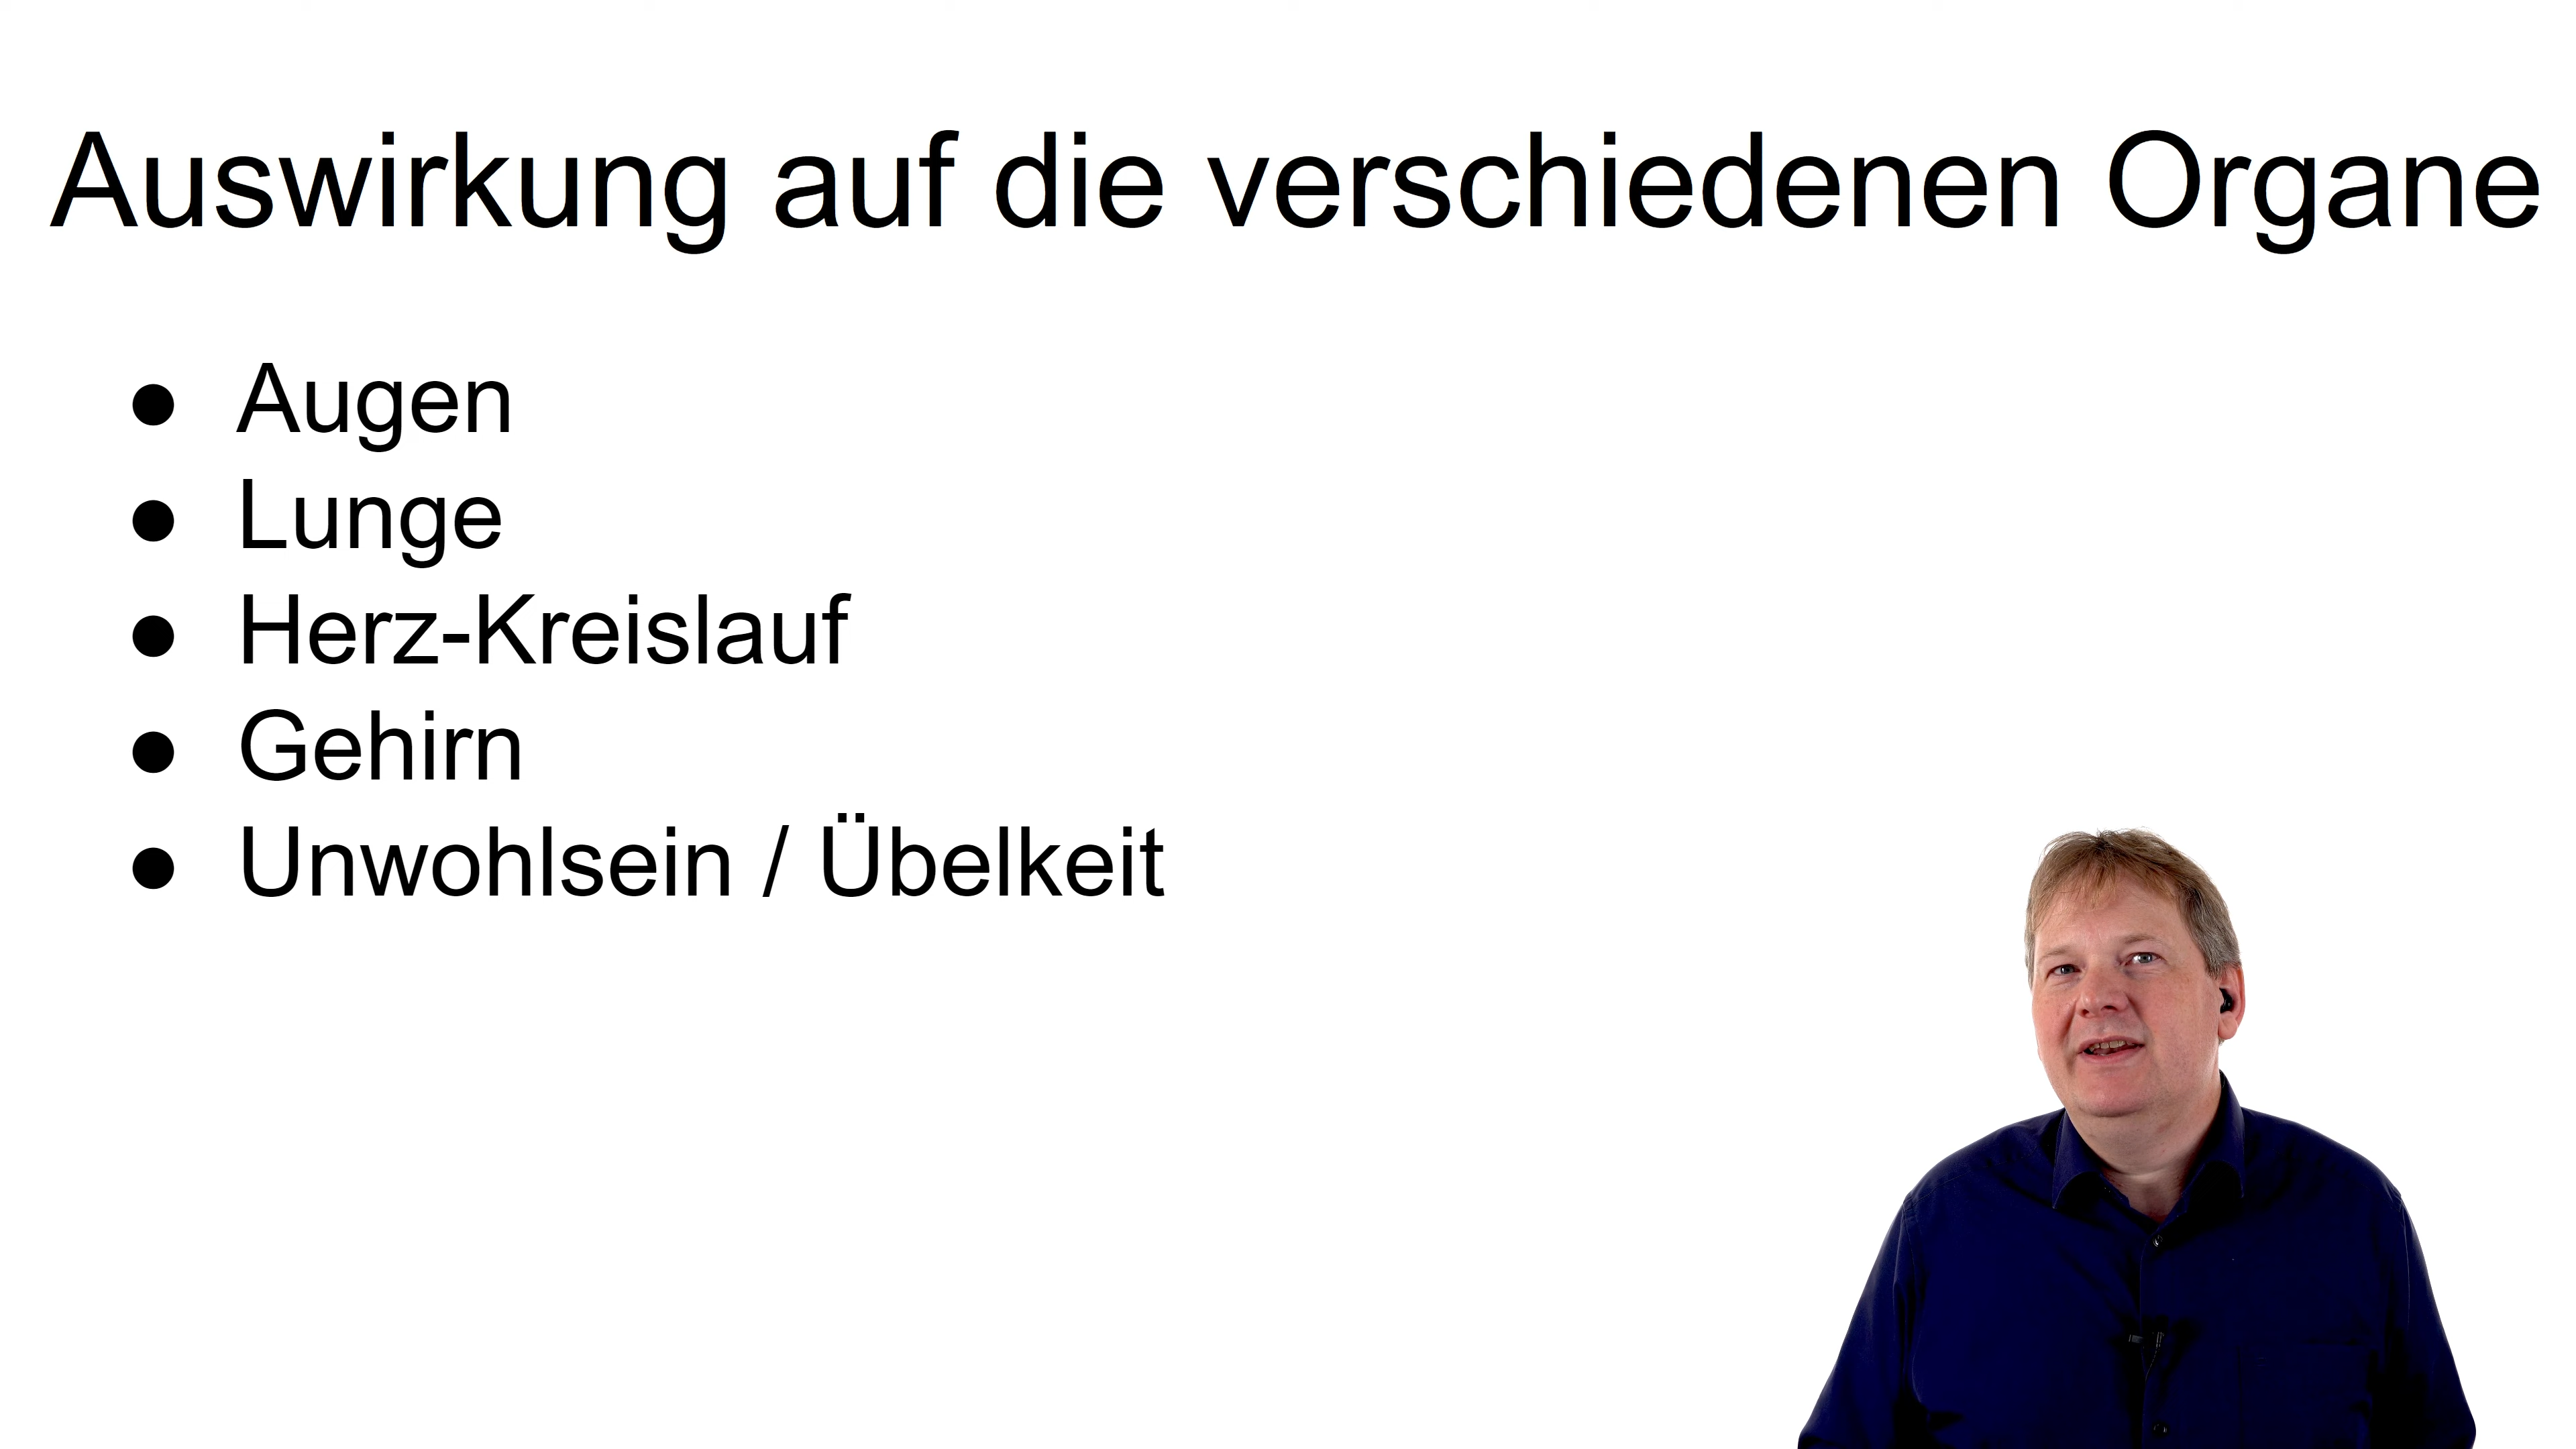 Auswirkung auf die verschiedenen Organe
● Augen
● Lunge
● Herz-Kreislauf
● Gehirn
● Unwohlsein / Übelkeit